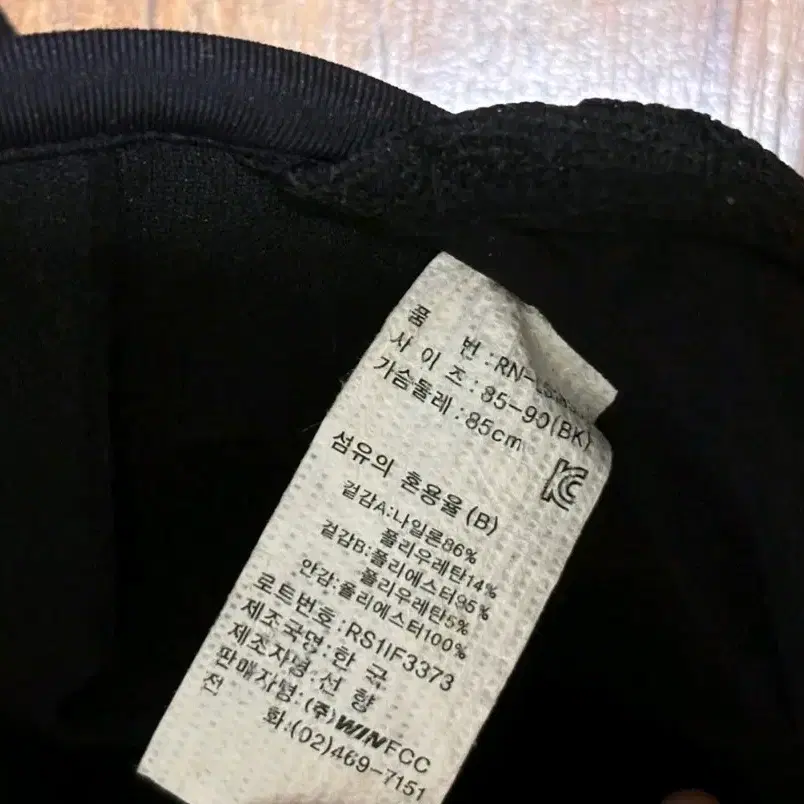 품 번:RN-
사 이 즈:85-90(BK)
가슴둘레:85cm
KC
섬유의 혼용율(B)
겉감A:나일론86%
폴리우레탄14%
겉감B:폴리에스터95%
폴리우레탄5%
안감:폴리에스터100%
로트번호:RS1IF3373
제조국명:한 국
제조자명:선 향
판매자명:(주)WINFCC
전 화:(02)469-7151